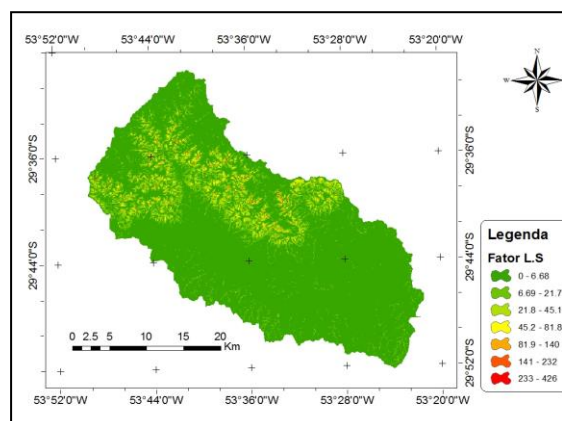 53°52'0"W 53°44'0"W 53°36'0"W 53°28'0"W 53°20'0"W
N
W E
S
29°36'0"S 29°36'0"S
29°44'0"S 29°44'0"S
29°52'0"S
Legenda
Fator L.S
0 - 6.68
6.69 - 21.7
21.8 - 45.1
45.2 - 81.8
81.9 - 140
141 - 232
233 - 426
0 2.5 5 10 15 20
Km
53°52'0"W 53°44'0"W 53°36'0"W 53°28'0"W 53°20'0"W